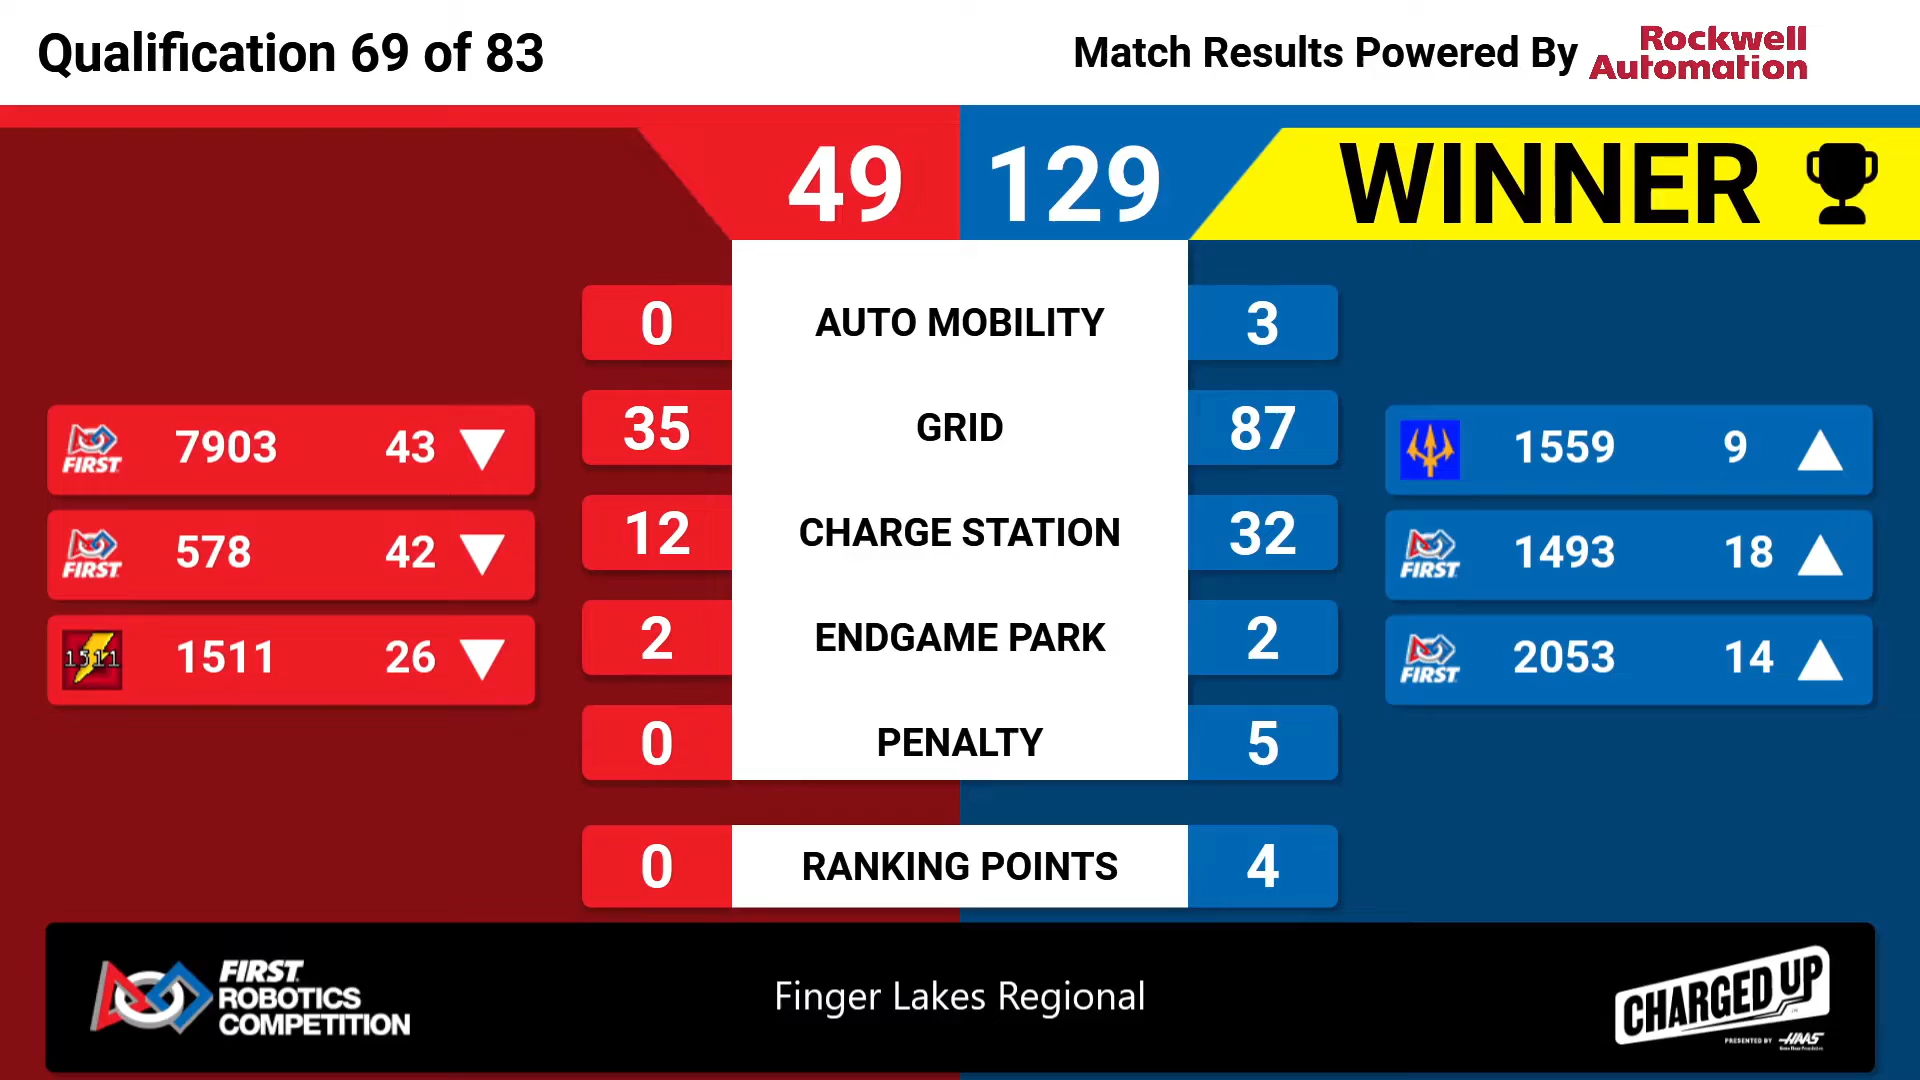 Qualification 69 of 83
Match Results Powered By
Rockwell
Automation
49 129 WINNER
0 AUTO MOBILITY 3
35 GRID 87
12 CHARGE STATION 32
2 ENDGAME PARK 2
0 PENALTY 5
0 RANKING POINTS 4
FIRST 7903 43
FIRST 578 42
1511 1511 26
1559 9
FIRST 1493 18
FIRST 2053 14
FIRST
ROBOTICS
COMPETITION
Finger Lakes Regional
CHARGED UP
PRESENTED BY HAAS